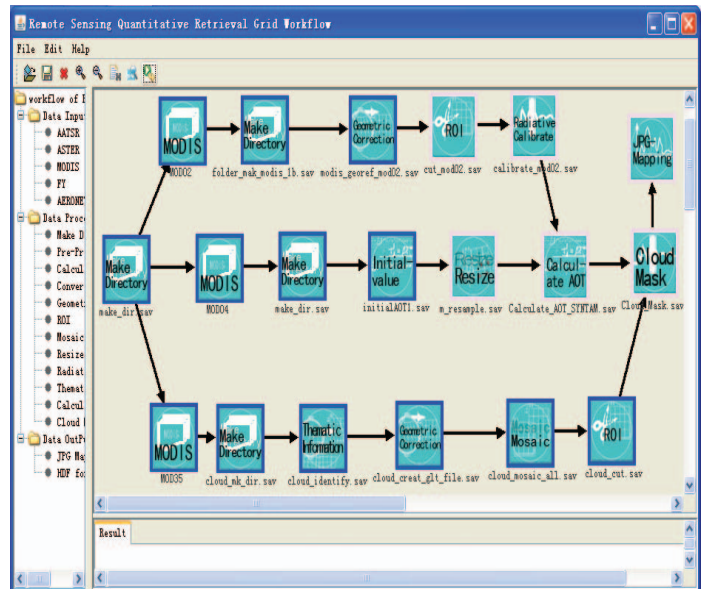 Remote Sensing Quantitative Retrieval Grid Workflow
File Edit Help
workflow of
Data Inpu
AATSR
ASTER
MODIS
FY
AERONE
Data Proc
Make D
Pre-Pr
Calcul
Conver
Geomet
ROI
Mosaic
Resize
Radiat
Themat
Calcul
Cloud
Data OutP
JPG Ma
HDF fo
MODIS
MOD02
Make Directory
folder_mak_modis_1b.sav
Geometric Correction
modis_georef_mod02.sav
ROI
cut_mod02.sav
Radiative Calibrate
calibrate_mod02.sav
JPG-Mapping
Make Directory
make_dir.sav
MODIS
MOD04
Make Directory
make_dir.sav
Initial-value
initialAOT1.sav
Resize
m_resample.sav
Calcul-ate AOT
Calculate_AOT_SYNTAM.sav
Cloud Mask
Cloud_Mask.sav
MODIS
MOD35
Make Directory
cloud_mk_dir.sav
Thematic Information
cloud_identify.sav
Geometric Correction
cloud_creat_glt_file.sav
Mosaic
cloud_mosaic_all.sav
ROI
cloud_cut.sav
Result